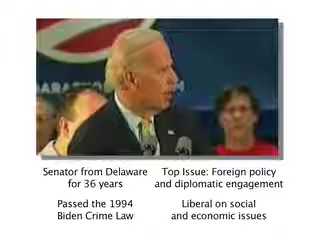 Senator from Delaware
for 36 years
Top Issue: Foreign policy
and diplomatic engagement
Passed the 1994
Biden Crime Law
Liberal on social
and economic issues